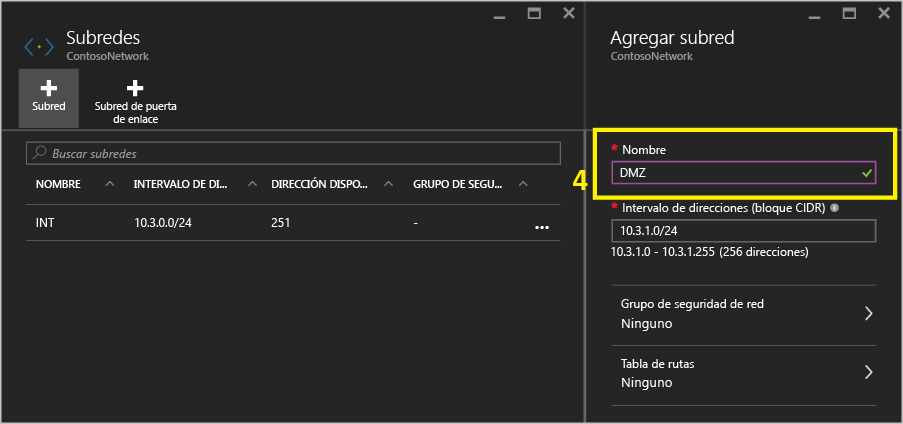 Subredes
ContosoNetwork
Subred
Subred de puerta
de enlace
Buscar subredes
NOMBRE INTERVALO DE DI... DIRECCIÓN DISPO... GRUPO DE SEGU...
INT 10.3.0.0/24 251 - ...
Agregar subred
ContosoNetwork
4
* Nombre
DMZ
* Intervalo de direcciones (bloque CIDR)
10.3.1.0/24
10.3.1.0 - 10.3.1.255 (256 direcciones)
Grupo de seguridad de red
Ninguno
Tabla de rutas
Ninguno